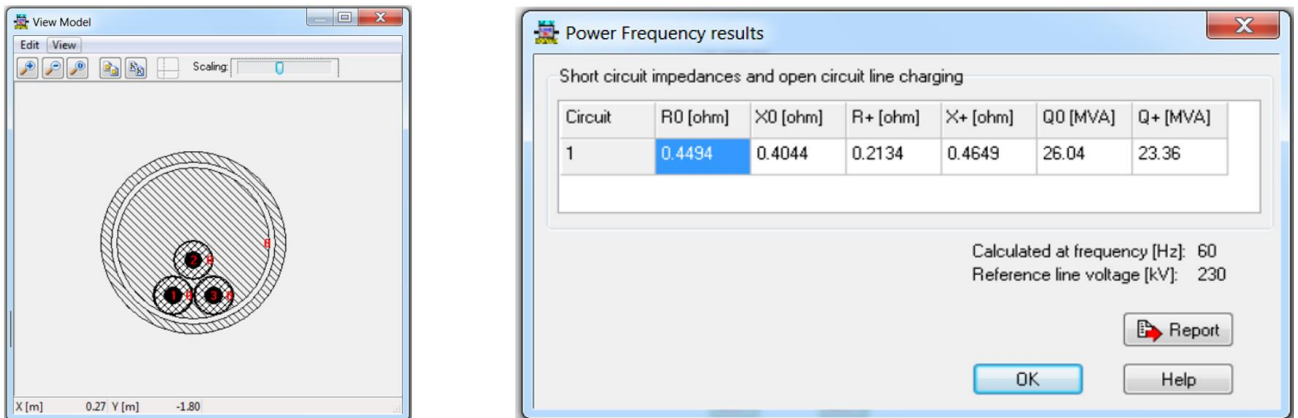 View Model
Edit View
Scaling:
2
1 3
X [m] 0.27 Y [m] -1.80
Power Frequency results
Short circuit impedances and open circuit line charging
Circuit R0 [ohm] X0 [ohm] R+ [ohm] X+ [ohm] Q0 [MVA] Q+ [MVA]
1 0.4494 0.4044 0.2134 0.4649 26.04 23.36
Calculated at frequency [Hz]: 60
Reference line voltage [kV]: 230
Report
OK Help